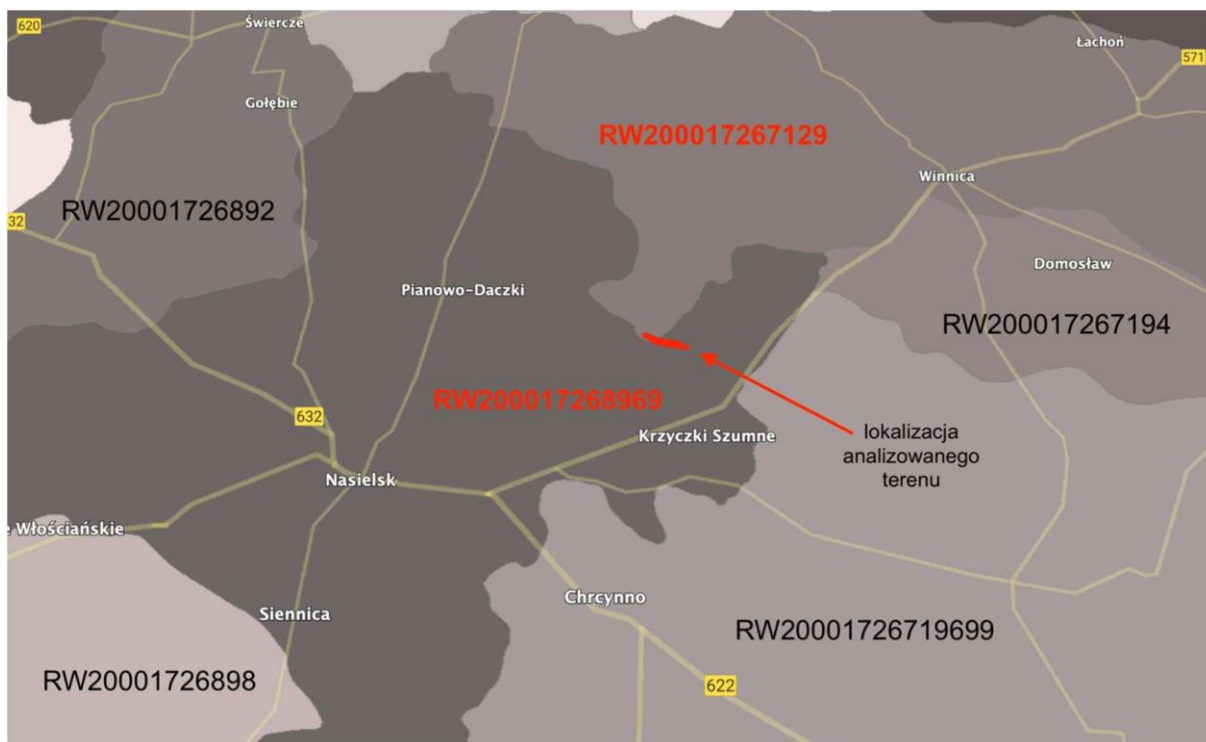 620
Świercze
Łachoń
571
Gołębie
RW200017267129
Winnica
RW20001726892
32
Domosław
Pianowo-Daczki
RW200017267194
RW200017268969
632
Krzyczki Szumne
lokalizacja
analizowanego
terenu
Nasielsk
e Włościańskie
Chrcynno
Siennica
RW20001726719699
RW20001726898
622